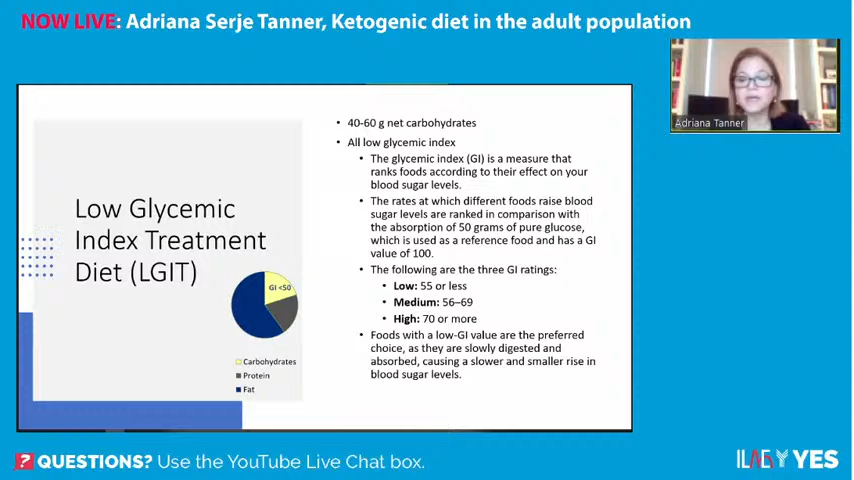 NOW LIVE: Adriana Serje Tanner, Ketogenic diet in the adult population
Adriana Tanner
Low Glycemic
Index Treatment
Diet (LGIT)
GI <50
Carbohydrates
Protein
Fat
• 40-60 g net carbohydrates
• All low glycemic index
• The glycemic index (GI) is a measure that
ranks foods according to their effect on your
blood sugar levels.
• The rates at which different foods raise blood
sugar levels are ranked in comparison with
the absorption of 50 grams of pure glucose,
which is used as a reference food and has a GI
value of 100.
• The following are the three GI ratings:
• Low: 55 or less
• Medium: 56–69
• High: 70 or more
• Foods with a low-GI value are the preferred
choice, as they are slowly digested and
absorbed, causing a slower and smaller rise in
blood sugar levels.
? QUESTIONS? Use the YouTube Live Chat box.
ILAE YES